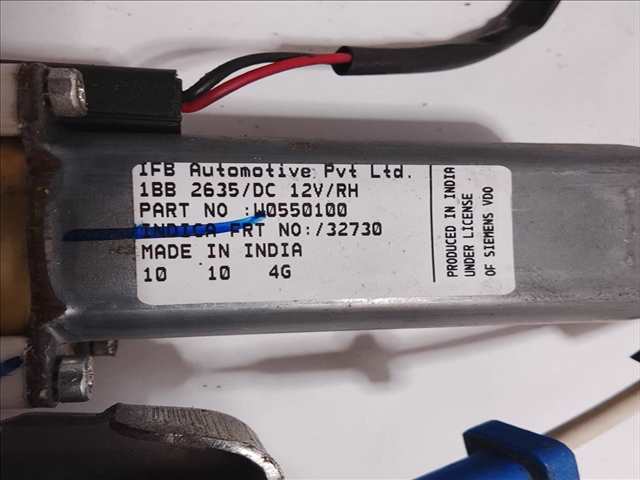 IFB Automotive Pvt Ltd.
1BB 2635/DC 12V/RH
PART NO :W0550100
INDICA FRT NO:/32730
MADE IN INDIA
10 10 4G
PRODUCED IN INDIA
UNDER LICENSE
OF SIEMENS VDO